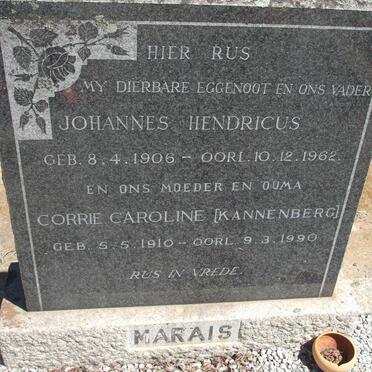 HIER RUS
MY DIERBARE EGGENOOT EN ONS VADER
JOHANNES HENDRICUS
GEB. 8.4.1906 – OORL. 10.12.1962.
EN ONS MOEDER EN OUMA
CORRIE CAROLINE [KANNENBERG]
GEB. 5.5.1910 – OORL. 9.3.1990
RUS IN VREDE.
MARAIS